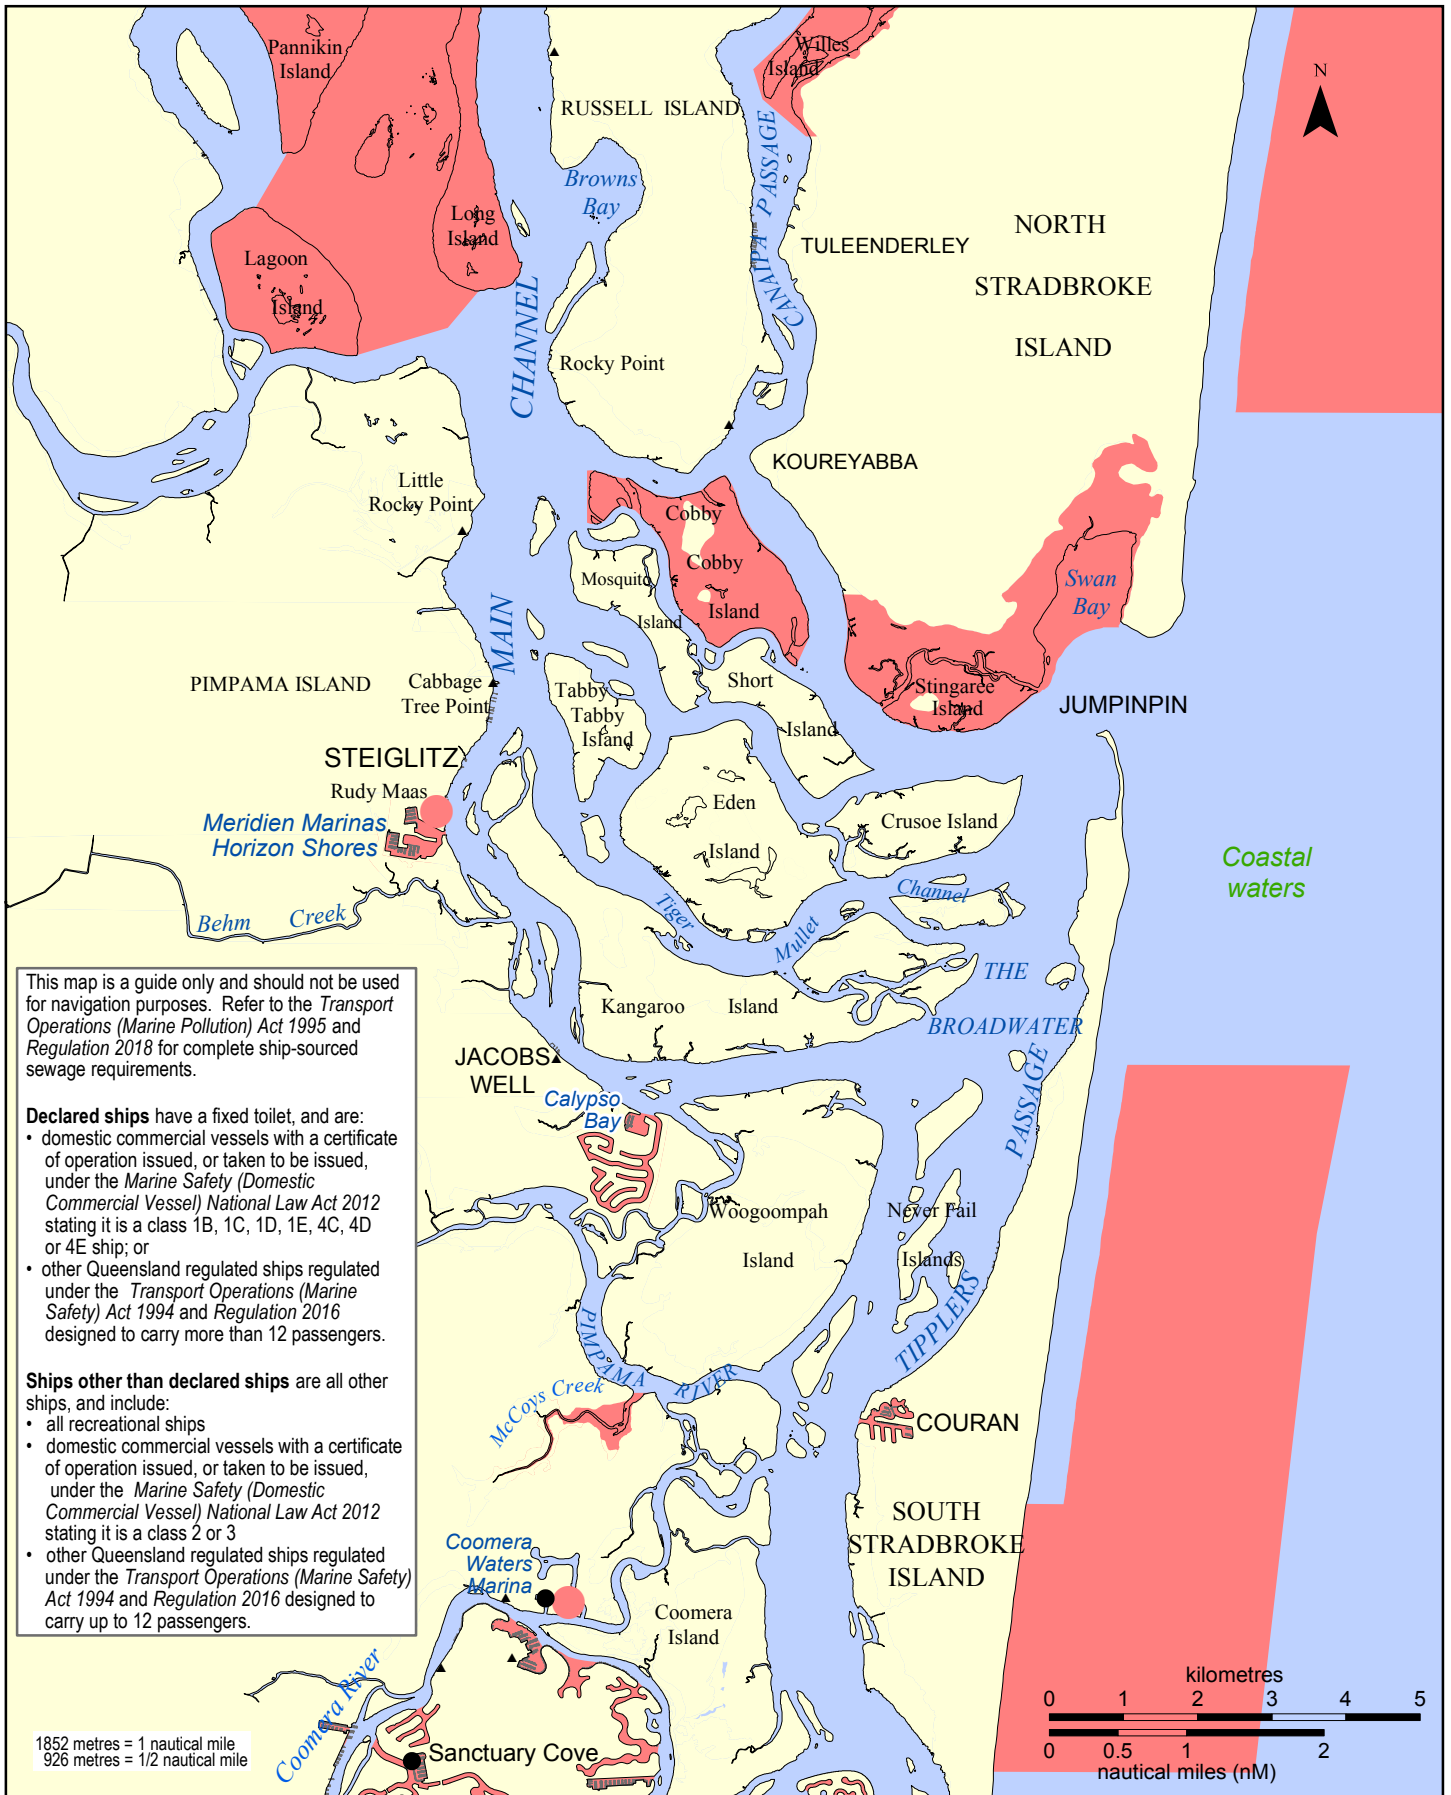 Pannikin
Island
Willes
Island
N
RUSSELL ISLAND
CANAIPA PASSAGE
Browns
Bay
Long
Island
Lagoon
Island
TULEENDERLEY
NORTH
STRADBROKE
ISLAND
CHANNEL
Rocky Point
KOUREYABBA
Little
Rocky Point
Cobby
Cobby
Island
Mosquito
Island
Swan
Bay
MAIN
PIMPAMA ISLAND
Cabbage
Tree Point
Tabby
Tabby
Island
Short
Island
Stingaree
Island
JUMPINPIN
STEIGLITZ
Rudy Maas
Meridien Marinas
Horizon Shores
Eden
Island
Crusoe Island
Coastal
waters
Behm Creek
Tiger
Mullet
Channel
THE
BROADWATER
Kangaroo Island
PASSAGE
This map is a guide only and should not be used
for navigation purposes. Refer to the Transport
Operations (Marine Pollution) Act 1995 and
Regulation 2018 for complete ship-sourced
sewage requirements.
Declared ships have a fixed toilet, and are:
• domestic commercial vessels with a certificate
of operation issued, or taken to be issued,
under the Marine Safety (Domestic
Commercial Vessel) National Law Act 2012
stating it is a class 1B, 1C, 1D, 1E, 4C, 4D
or 4E ship; or
• other Queensland regulated ships regulated
under the Transport Operations (Marine
Safety) Act 1994 and Regulation 2016
designed to carry more than 12 passengers.
Ships other than declared ships are all other
ships, and include:
• all recreational ships
• domestic commercial vessels with a certificate
of operation issued, or taken to be issued,
under the Marine Safety (Domestic
Commercial Vessel) National Law Act 2012
stating it is a class 2 or 3
• other Queensland regulated ships regulated
under the Transport Operations (Marine Safety)
Act 1994 and Regulation 2016 designed to
carry up to 12 passengers.
JACOBS
WELL
Calypso
Bay
Woogoompah
Island
Never Fail
Islands
TIPPLERS
PIMPAMA RIVER
McCoys Creek
COURAN
SOUTH
STRADBROKE
ISLAND
Coomera
Waters
Marina
Coomera
Island
Coomera River
Sanctuary Cove
1852 metres = 1 nautical mile
926 metres = 1/2 nautical mile
kilometres
0 1 2 3 4 5
0 0.5 1 2
nautical miles (nM)